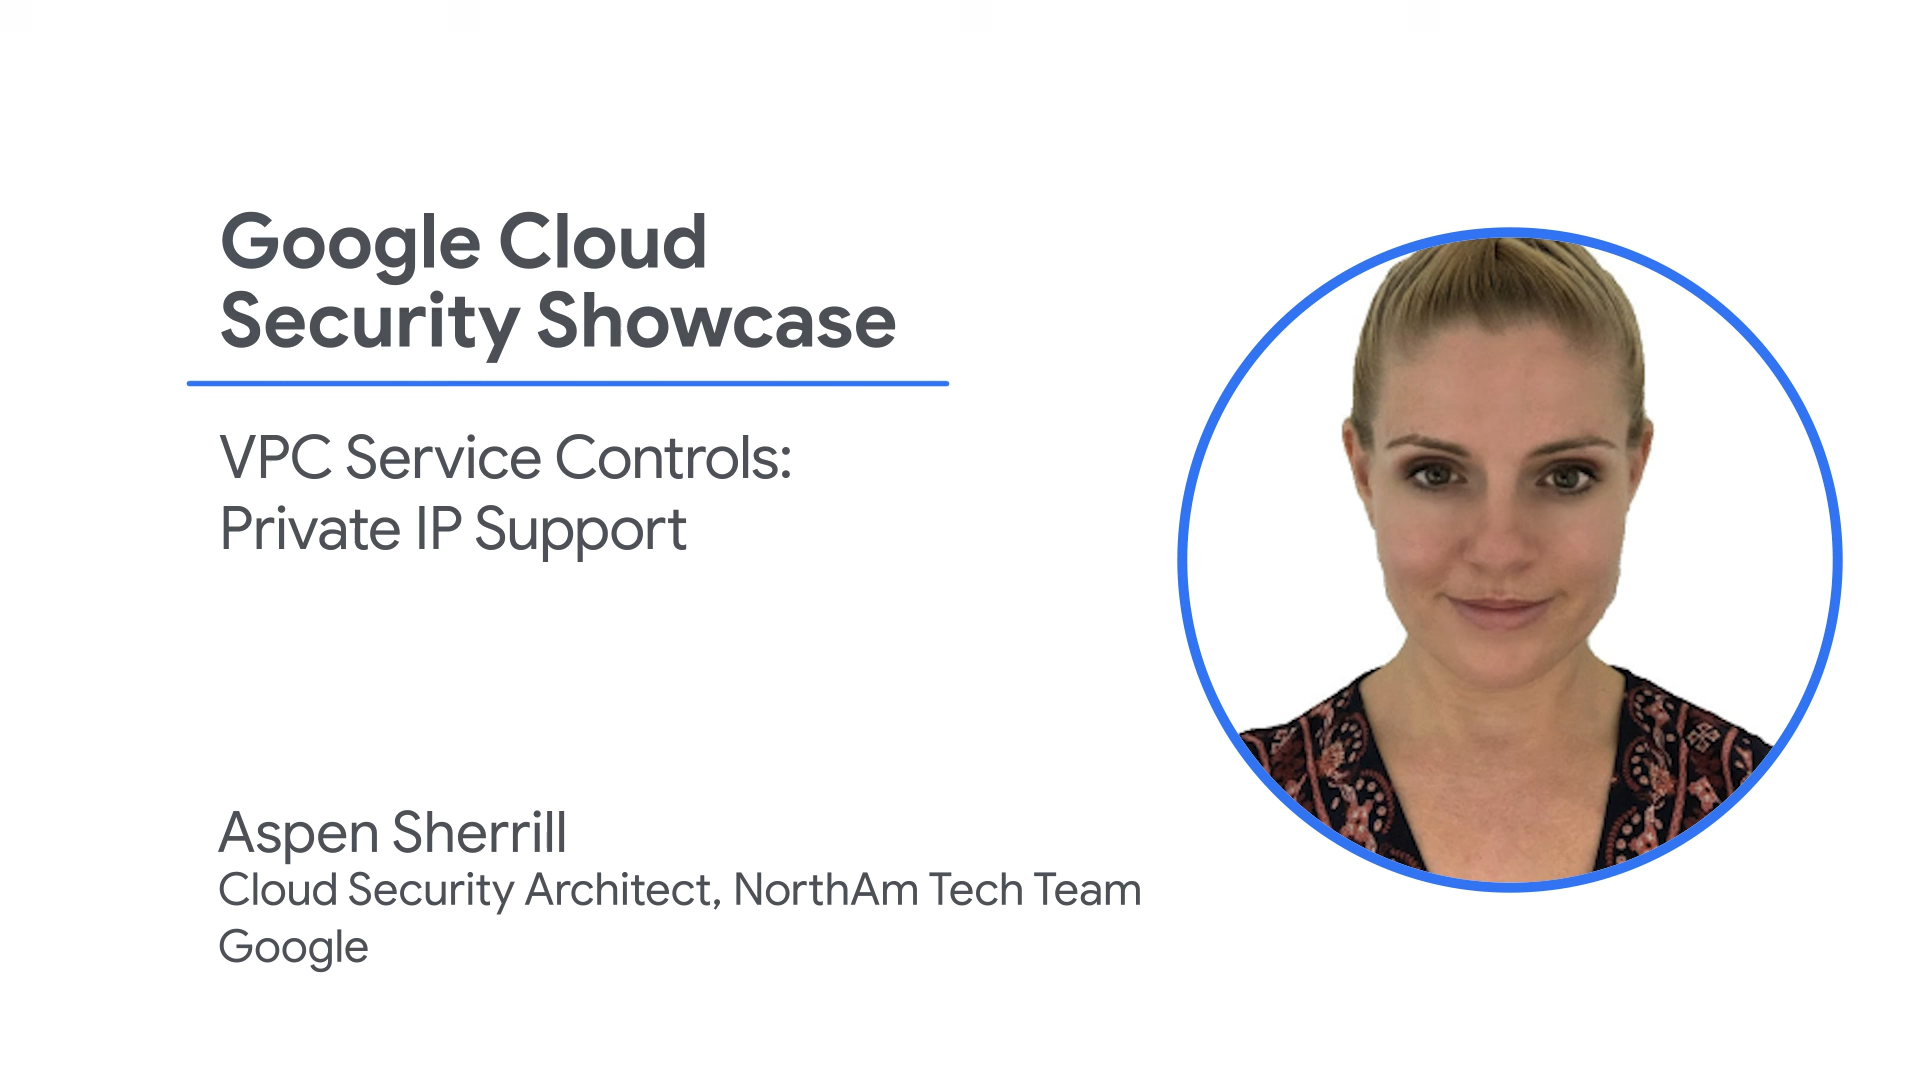 Google Cloud
Security Showcase
VPC Service Controls:
Private IP Support
Aspen Sherrill
Cloud Security Architect, NorthAm Tech Team
Google